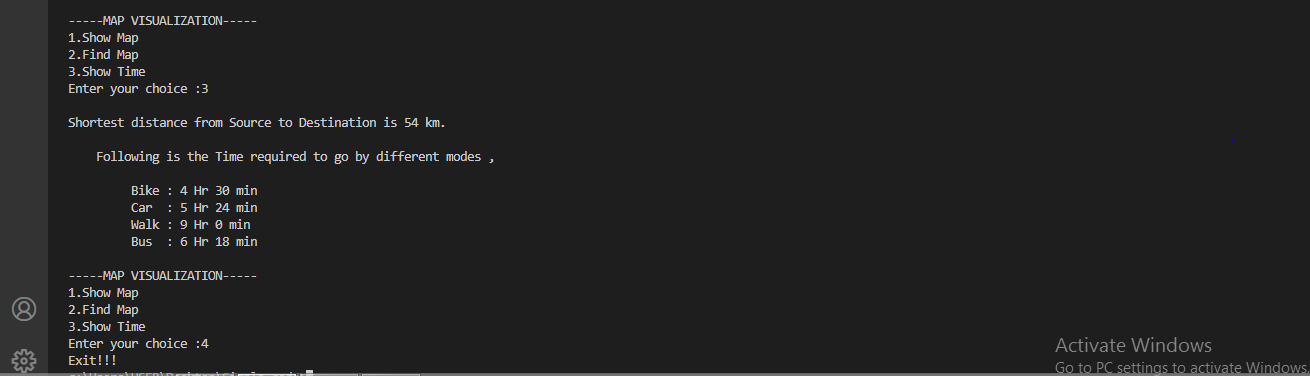 -----MAP VISUALIZATION-----
1.Show Map
2.Find Map
3.Show Time
Enter your choice :3
Shortest distance from Source to Destination is 54 km.
Following is the Time required to go by different modes ,
Bike : 4 Hr 30 min
Car  : 5 Hr 24 min
Walk : 9 Hr 0 min
Bus  : 6 Hr 18 min
-----MAP VISUALIZATION-----
1.Show Map
2.Find Map
3.Show Time
Enter your choice :4
Exit!!!
Activate Windows
Go to PC settings to activate Windows.